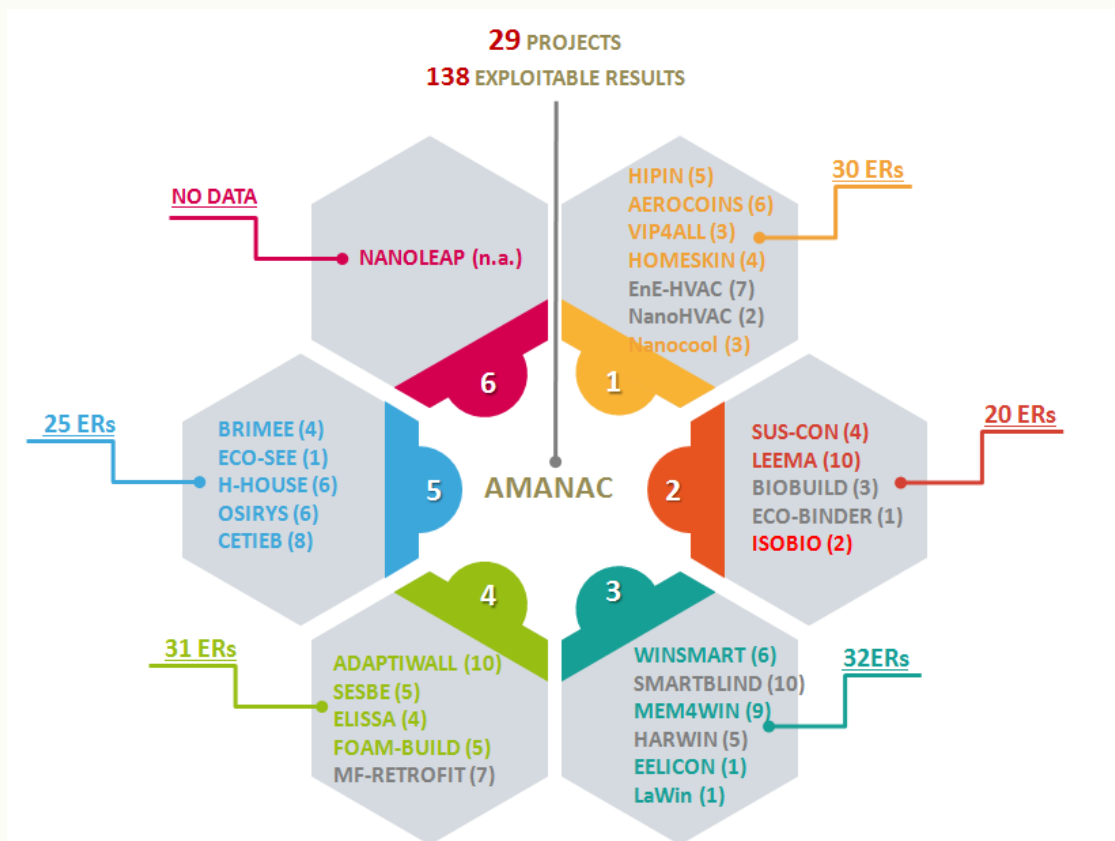 29 PROJECTS
138 EXPLOITABLE RESULTS
NO DATA
NANOLEAP (n.a.)
6
30 ERs
HIPIN (5)
AEROCOINS (6)
VIP4ALL (3)
HOMESKIN (4)
EnE-HVAC (7)
NanoHVAC (2)
Nanocool (3)
1
20 ERs
SUS-CON (4)
LEEMA (10)
BIOBUILD (3)
ECO-BINDER (1)
ISOBIO (2)
2
AMANAC
25 ERs
BRIMEE (4)
ECO-SEE (1)
H-HOUSE (6)
OSIRYS (6)
CETIEB (8)
5
31 ERs
ADAPTIWALL (10)
SESBE (5)
ELISSA (4)
FOAM-BUILD (5)
MF-RETROFIT (7)
4
32ERs
WINSMART (6)
SMARTBLIND (10)
MEM4WIN (9)
HARWIN (5)
EELICON (1)
LaWin (1)
3